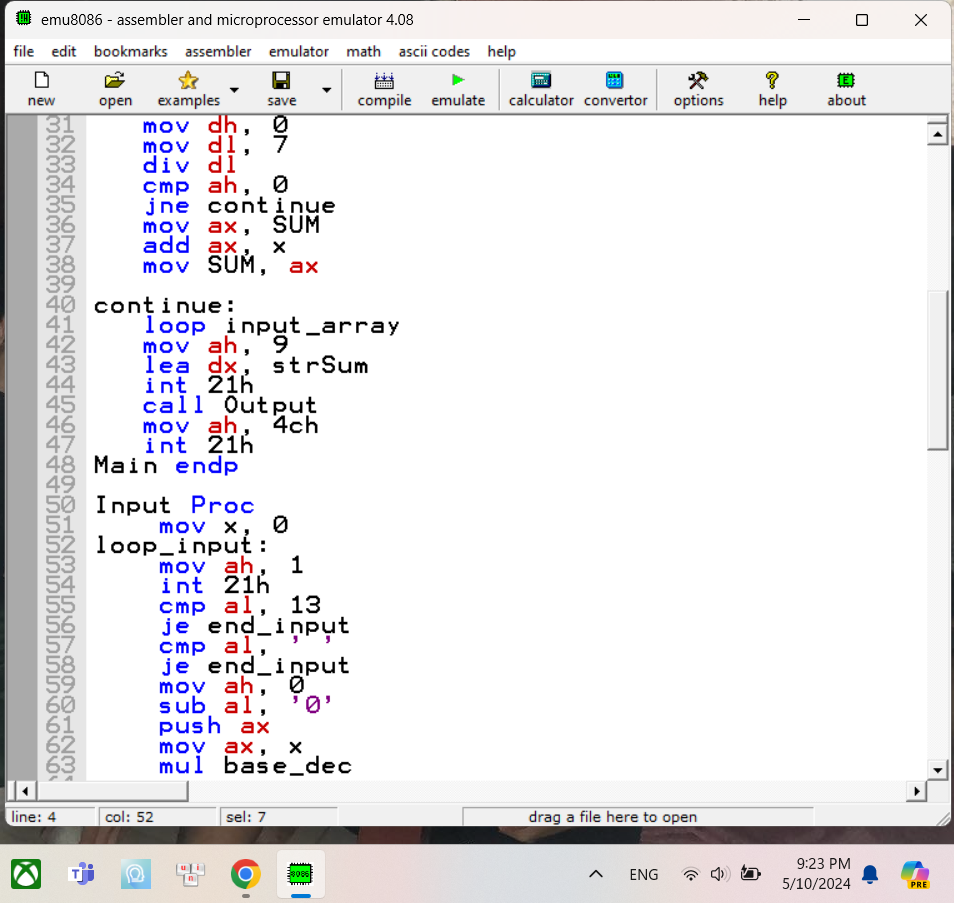 emu8086 - assembler and microprocessor emulator 4.08
file edit bookmarks assembler emulator math ascii codes help
new open examples save compile emulate calculator convertor options help about
31 mov dh, 0
32 mov dl, 7
33 div dl
34 cmp ah, 0
35 jne continue
36 mov ax, SUM
37 add ax, x
38 mov SUM, ax
39
40 continue:
41 loop input_array
42 mov ah, 9
43 lea dx, strSum
44 int 21h
45 call Output
46 mov ah, 4ch
47 int 21h
48 Main endp
49
50 Input Proc
51 mov x, 0
52 loop_input:
53 mov ah, 1
54 int 21h
55 cmp al, 13
56 je end_input
57 cmp al, ' '
58 je end_input
59 mov ah, 0
60 sub al, '0'
61 push ax
62 mov ax, x
63 mul base_dec
line: 4 col: 52 sel: 7 drag a file here to open
8086 ENG 9:23 PM
5/10/2024
PRE